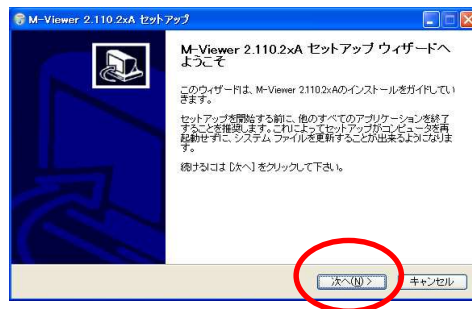 M-Viewer 2.110.2xA セットアップ
M-Viewer 2.110.2xA セットアップ ウィザードへ
ようこそ
このウィザードは、M-Viewer 2.110.2xAのインストールをガイドしてい
きます。
セットアップを開始する前に、他のすべてのアプリケーションを終了
することを推奨します。これによってセットアップがコンピュータを再
起動せずに、システム ファイルを更新することが出来るようになりま
す。
続けるには [次へ] をクリックして下さい。
次へ(N) >
キャンセル